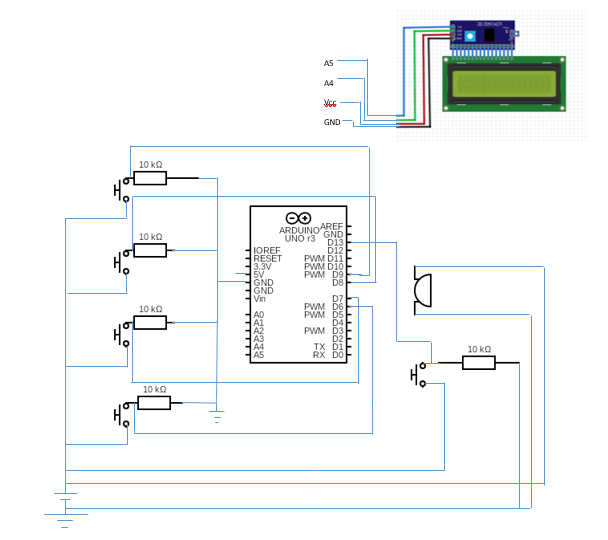 A5
A4
Vcc
GND
10 kΩ
10 kΩ
10 kΩ
10 kΩ
ARDUINO
UNO r3
IOREF
RESET
3.3V
5V
GND
GND
Vin
A0
A1
A2
A3
A4
A5
AREF
GND
D13
D12
PWM D11
PWM D10
PWM D9
D8
D7
PWM D6
PWM D5
D4
PWM D3
D2
TX D1
RX D0
10 kΩ